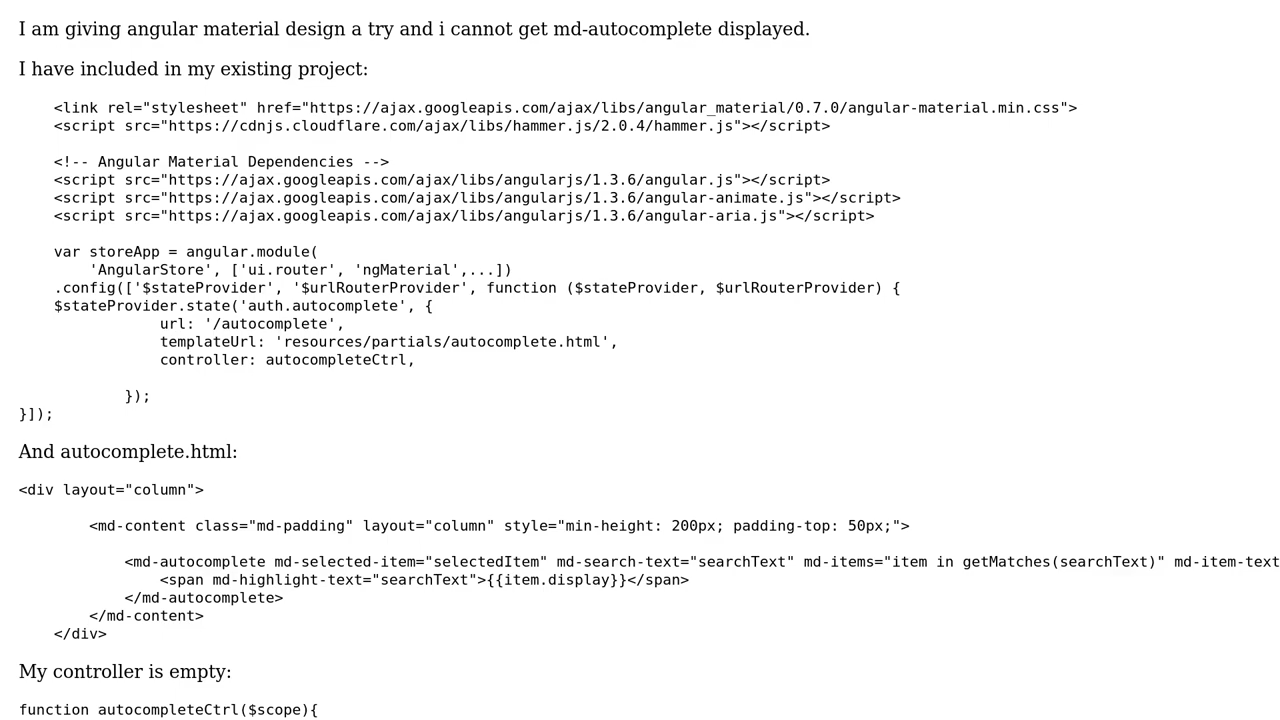 I am giving angular material design a try and i cannot get md-autocomplete displayed.
I have included in my existing project:
<link rel="stylesheet" href="https://ajax.googleapis.com/ajax/libs/angular_material/0.7.0/angular-material.min.css">
<script src="https://cdnjs.cloudflare.com/ajax/libs/hammer.js/2.0.4/hammer.js"></script>
<!-- Angular Material Dependencies -->
<script src="https://ajax.googleapis.com/ajax/libs/angularjs/1.3.6/angular.js"></script>
<script src="https://ajax.googleapis.com/ajax/libs/angularjs/1.3.6/angular-animate.js"></script>
<script src="https://ajax.googleapis.com/ajax/libs/angularjs/1.3.6/angular-aria.js"></script>
var storeApp = angular.module(
'AngularStore', ['ui.router', 'ngMaterial',...])
.config(['$stateProvider', '$urlRouterProvider', function ($stateProvider, $urlRouterProvider) {
$stateProvider.state('auth.autocomplete', {
url: '/autocomplete',
templateUrl: 'resources/partials/autocomplete.html',
controller: autocompleteCtrl,
});
}]);
And autocomplete.html:
<div layout="column">
<md-content class="md-padding" layout="column" style="min-height: 200px; padding-top: 50px;">
<md-autocomplete md-selected-item="selectedItem" md-search-text="searchText" md-items="item in getMatches(searchText)" md-item-text
<span md-highlight-text="searchText">{{item.display}}</span>
</md-autocomplete>
</md-content>
</div>
My controller is empty:
function autocompleteCtrl($scope){